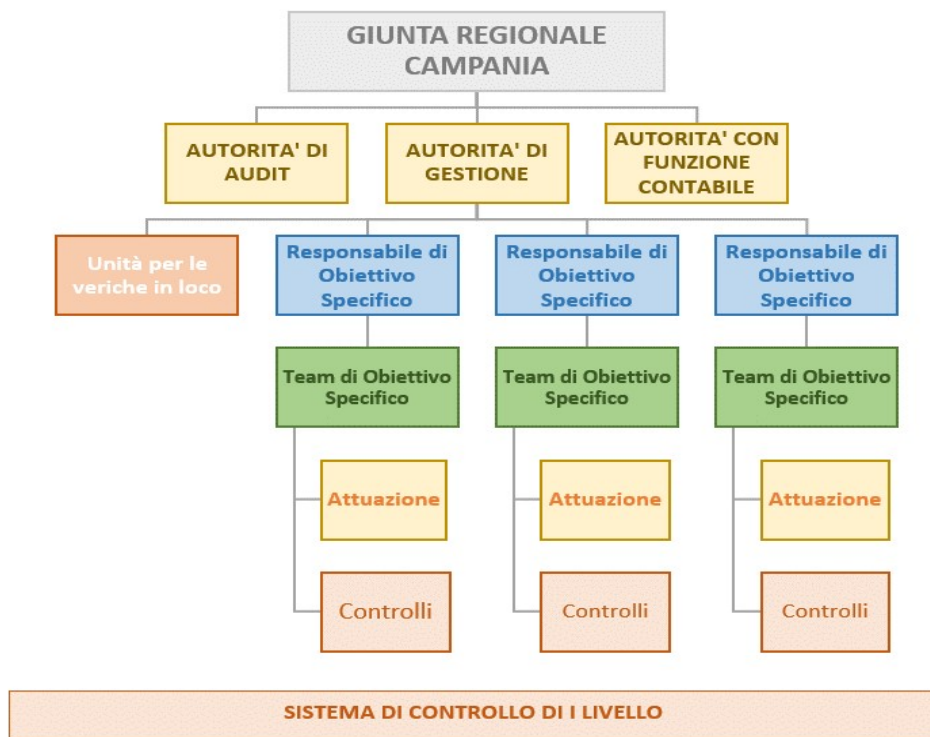 GIUNTA REGIONALE
CAMPANIA
AUTORITA' DI
AUDIT
AUTORITA' DI
GESTIONE
AUTORITA' CON
FUNZIONE
CONTABILE
Unità per le
veriche in loco
Responsabile di
Obiettivo
Specifico
Responsabile di
Obiettivo
Specifico
Responsabile di
Obiettivo
Specifico
Team di Obiettivo
Specifico
Team di Obiettivo
Specifico
Team di Obiettivo
Specifico
Attuazione
Attuazione
Attuazione
Controlli
Controlli
Controlli
SISTEMA DI CONTROLLO DI I LIVELLO